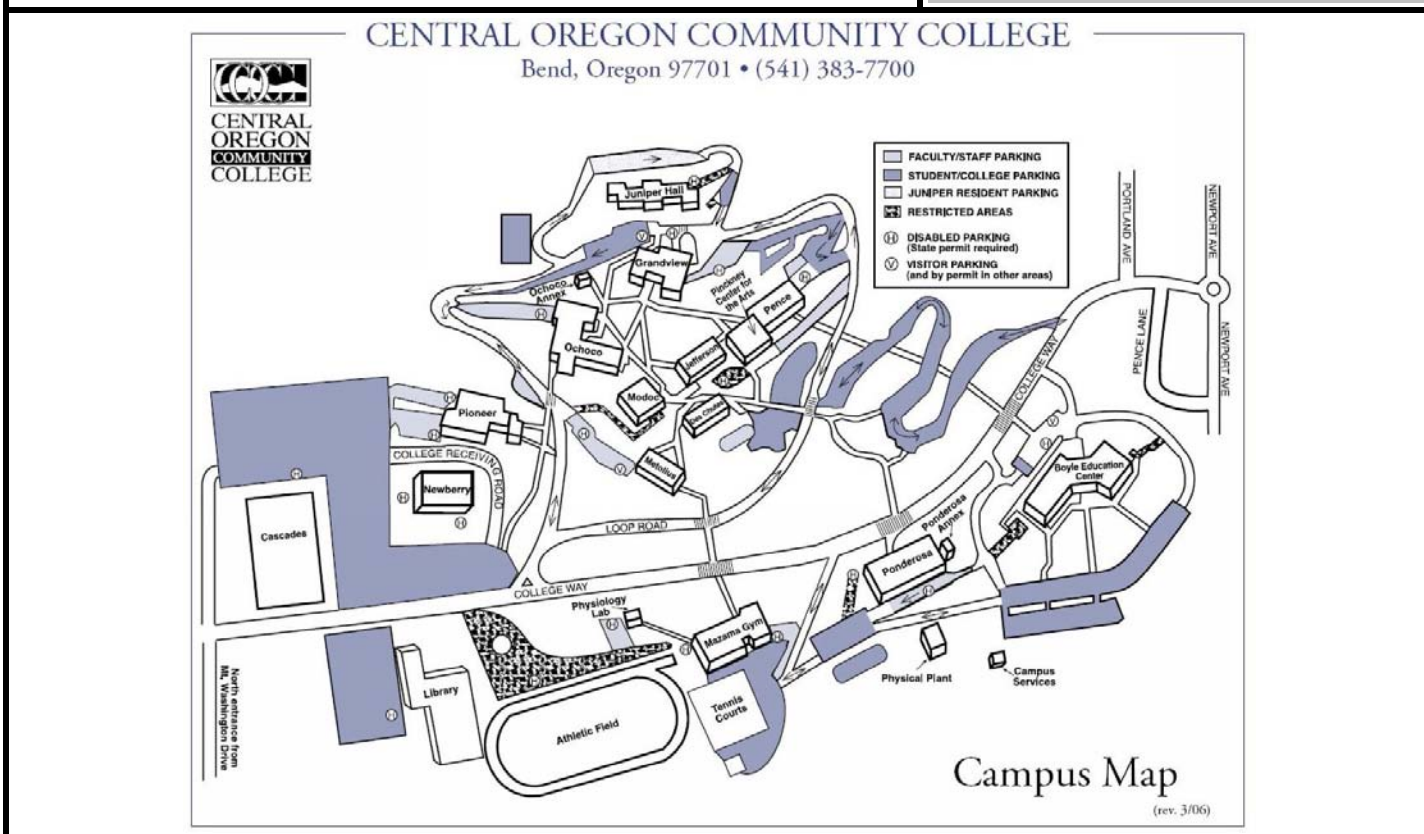 CENTRAL OREGON COMMUNITY COLLEGE
Bend, Oregon 97701 • (541) 383-7700
CENTRAL
OREGON
COMMUNITY
COLLEGE
FACULTY/STAFF PARKING
STUDENT/COLLEGE PARKING
JUNIPER RESIDENT PARKING
RESTRICTED AREAS
Ⓗ DISABLED PARKING
(State permit required)
Ⓥ VISITOR PARKING
(and by permit in other areas)
PORTLAND AVE
NEWPORT AVE
NEWPORT AVE
PENCE LANE
COLLEGE WAY
Juniper Hall
Grandview
Ochoco
Annex
Pinckney
Center for
the Arts
Pence
Ochoco
Jefferson
Modoc
Des Chutes
Metolius
Pioneer
COLLEGE RECEIVING ROAD
Newberry
Cascades
LOOP ROAD
COLLEGE WAY
Boyle Education
Center
Ponderosa
Annex
Ponderosa
Physiology
Lab
Mazama Gym
Physical Plant
Campus
Services
Library
Tennis
Courts
Athletic Field
North entrance from
Mt. Washington Drive
Campus Map
(rev. 3/06)